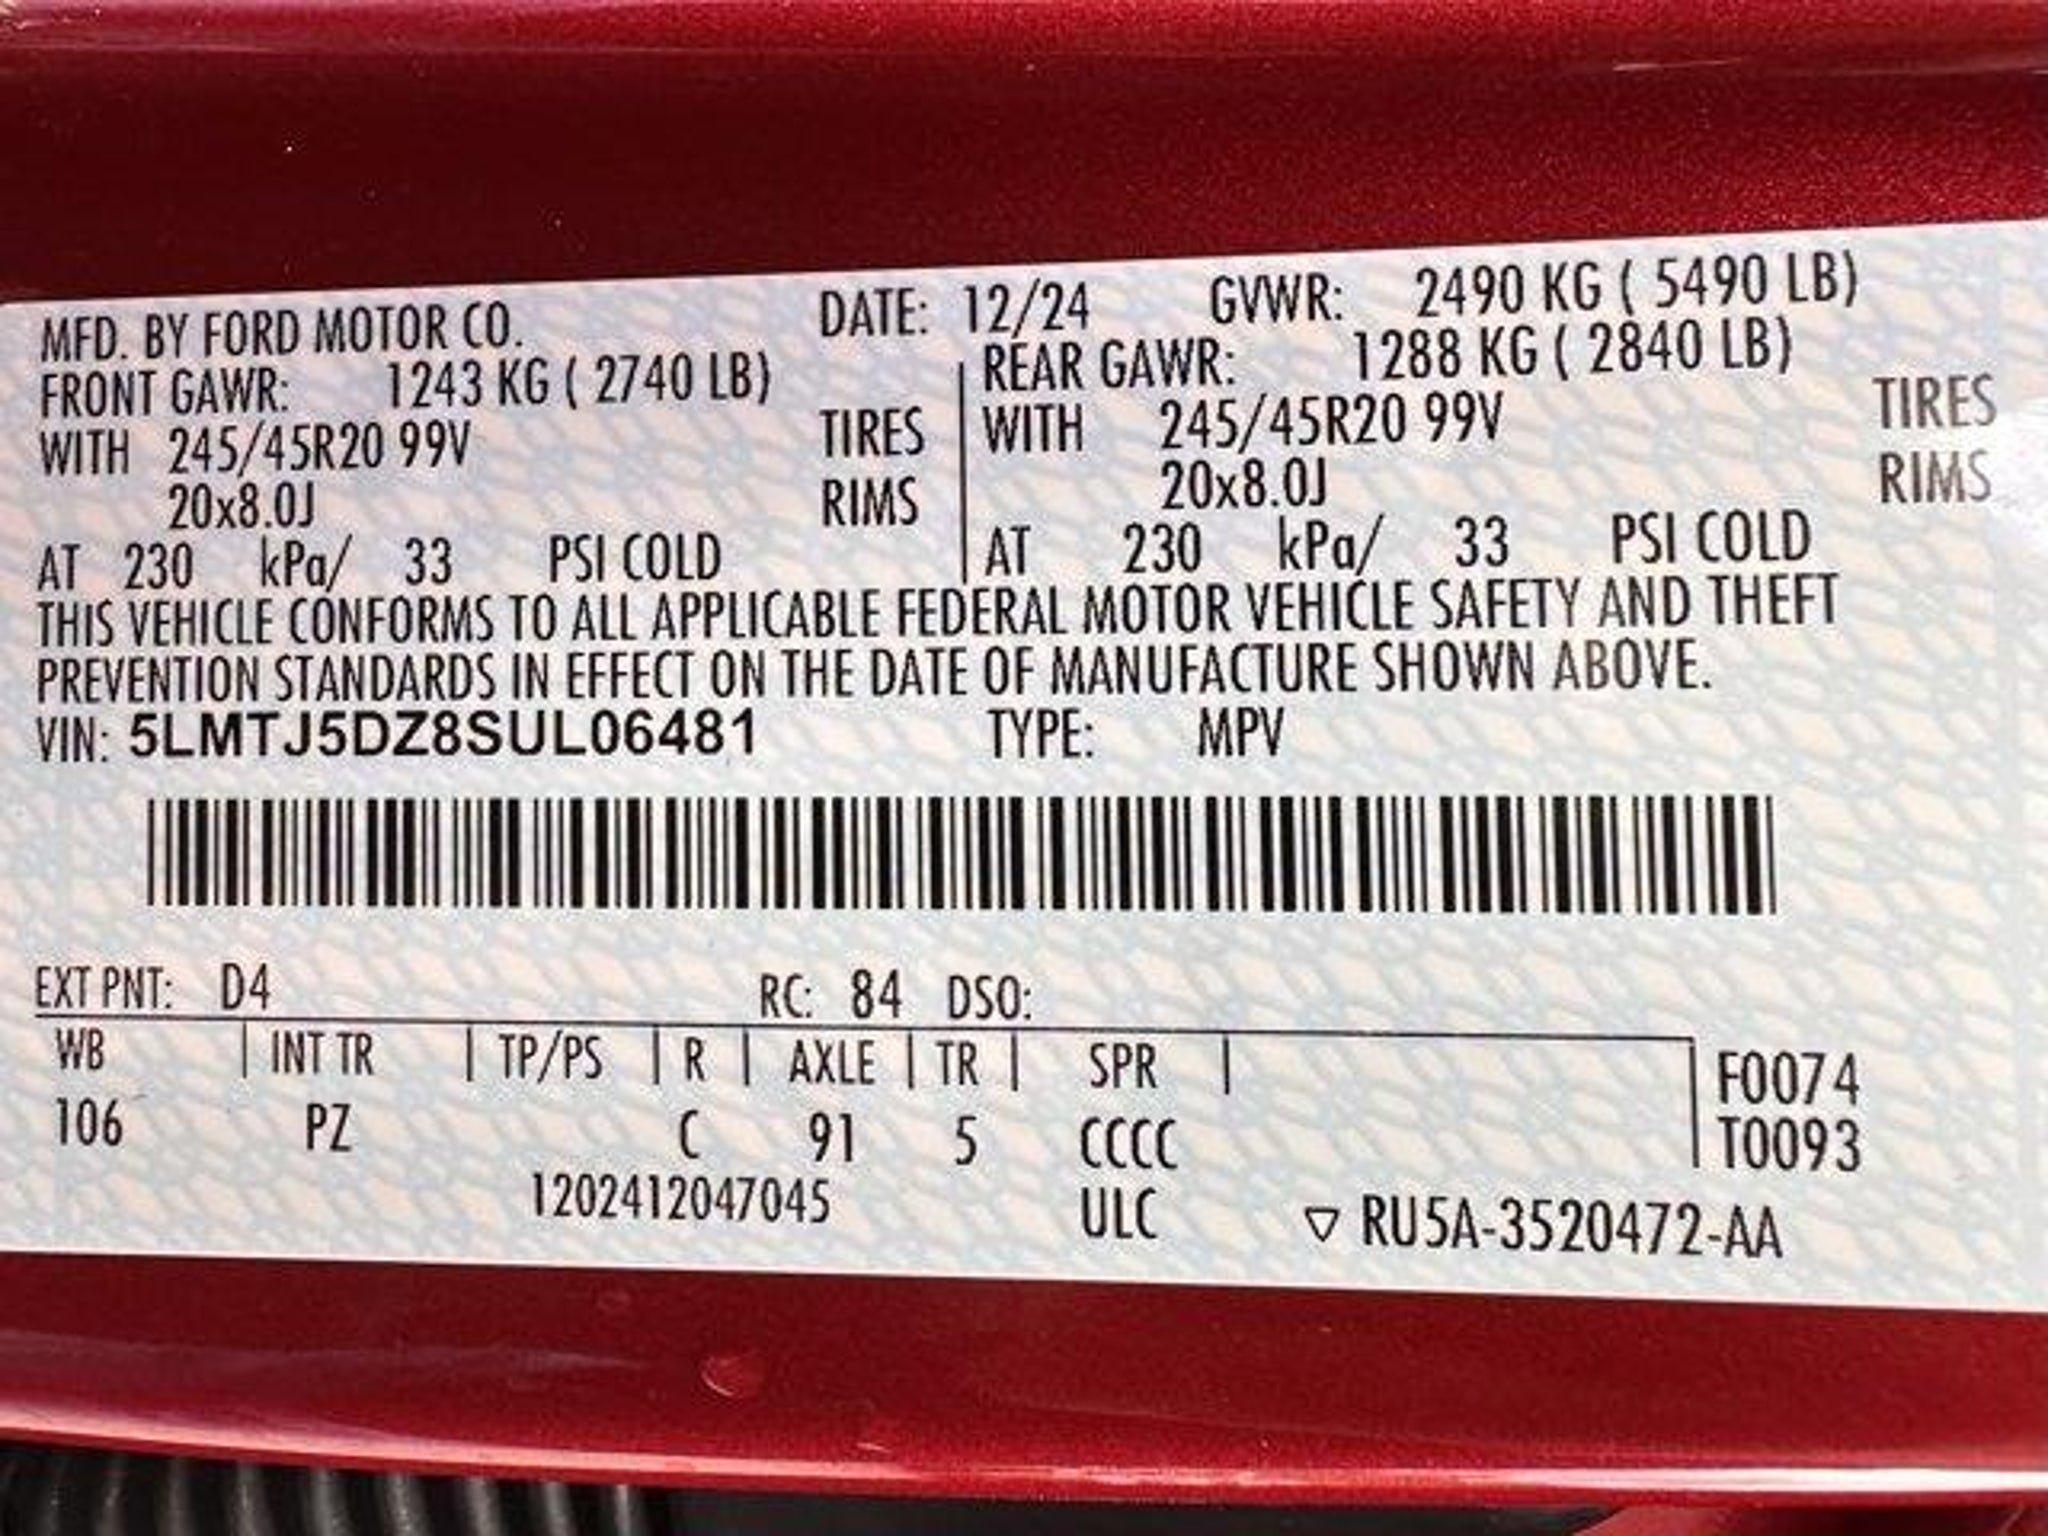 MFD. BY FORD MOTOR CO. DATE: 12/24 GVWR: 2490 KG ( 5490 LB)
FRONT GAWR: 1243 KG ( 2740 LB) REAR GAWR: 1288 KG ( 2840 LB)
WITH 245/45R20 99V TIRES WITH 245/45R20 99V TIRES
20x8.0J RIMS 20x8.0J RIMS
AT 230 kPa/ 33 PSI COLD AT 230 kPa/ 33 PSI COLD
THIS VEHICLE CONFORMS TO ALL APPLICABLE FEDERAL MOTOR VEHICLE SAFETY AND THEFT
PREVENTION STANDARDS IN EFFECT ON THE DATE OF MANUFACTURE SHOWN ABOVE.
VIN: 5LMTJ5DZ8SUL06481 TYPE: MPV
EXT PNT: D4 RC: 84 DSO:
WB INT TR TP/PS R AXLE TR SPR F0074
106 PZ C 91 5 CCCC T0093
1202412047045 ULC ▽ RU5A-3520472-AA